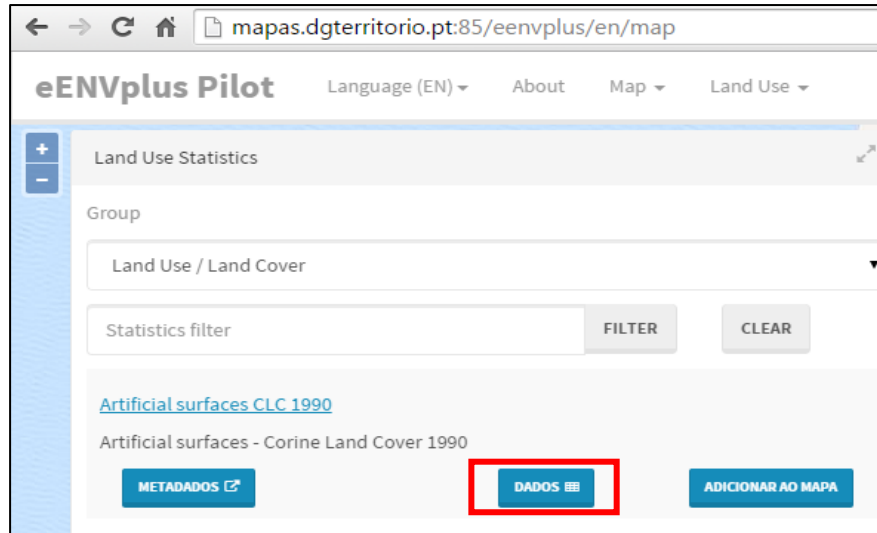 mapas.dgterritorio.pt:85/eenvplus/en/map
eENVplus Pilot Language (EN) About Map Land Use
+
Land Use Statistics
–
Group
Land Use / Land Cover
Statistics filter FILTER CLEAR
Artificial surfaces CLC 1990
Artificial surfaces - Corine Land Cover 1990
METADADOS DADOS ADICIONAR AO MAPA